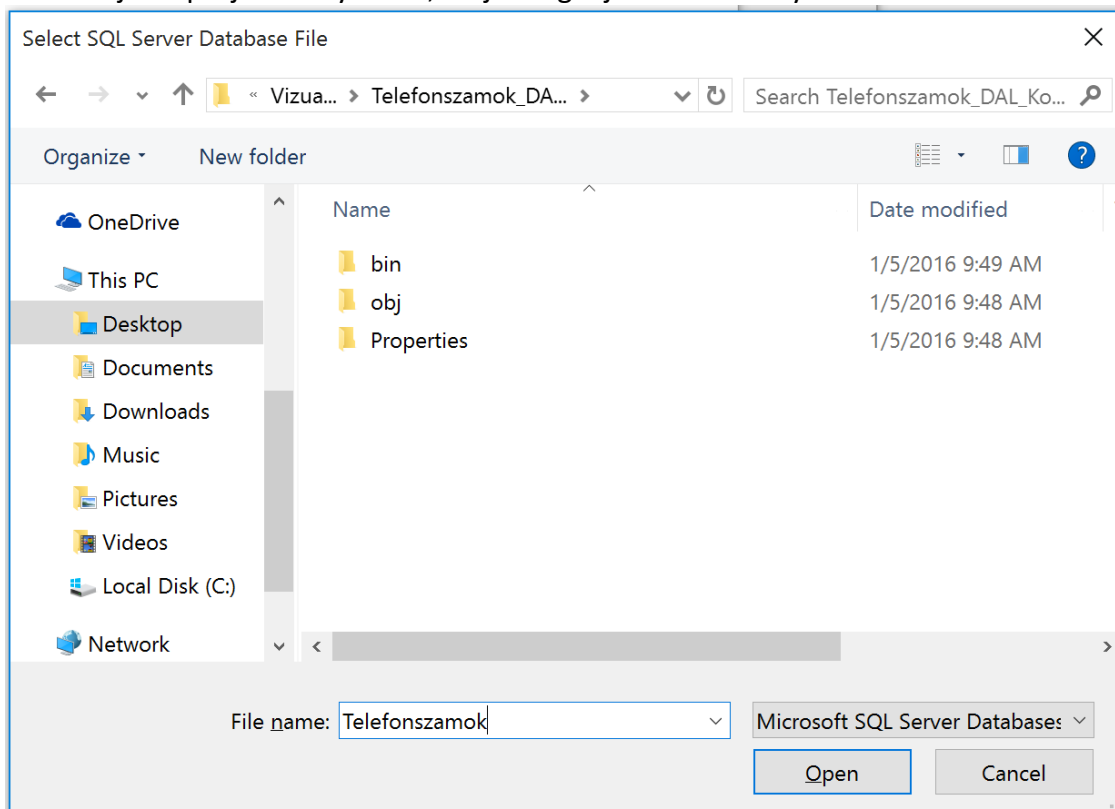 Select SQL Server Database File
« Vizua... > Telefonszamok_DA... >
Search Telefonszamok_DAL_Ko...
Organize
New folder
?
Name
Date modified
OneDrive
This PC
Desktop
Documents
Downloads
Music
Pictures
Videos
Local Disk (C:)
Network
bin 1/5/2016 9:49 AM
obj 1/5/2016 9:48 AM
Properties 1/5/2016 9:48 AM
File name: Telefonszamok
Microsoft SQL Server Databases
Open
Cancel